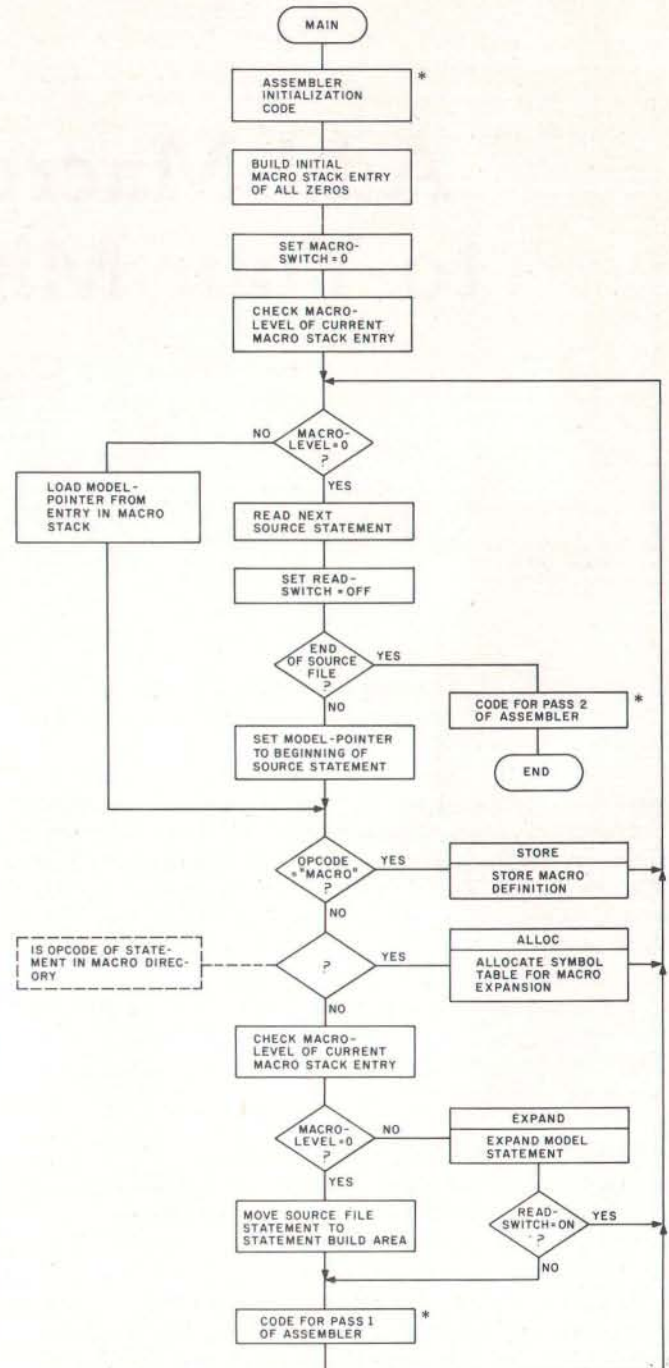 MAIN
ASSEMBLER
INITIALIZATION
CODE
*
BUILD INITIAL
MACRO STACK ENTRY
OF ALL ZEROS
SET MACRO-
SWITCH=0
CHECK MACRO-
LEVEL OF CURRENT
MACRO STACK ENTRY
NO
MACRO-
LEVEL=0
?
YES
LOAD MODEL-
POINTER FROM
ENTRY IN MACRO
STACK
READ NEXT
SOURCE STATEMENT
SET READ-
SWITCH=OFF
END
OF SOURCE
FILE
?
YES
NO
CODE FOR PASS 2
OF ASSEMBLER
*
END
SET MODEL-POINTER
TO BEGINNING OF
SOURCE STATEMENT
OPCODE
="MACRO"
?
YES
NO
STORE
STORE MACRO
DEFINITION
IS OPCODE OF STATE-
MENT IN MACRO DIREC-
ORY
?
YES
NO
ALLOC
ALLOCATE SYMBOL
TABLE FOR MACRO
EXPANSION
CHECK MACRO-
LEVEL OF CURRENT
MACRO STACK ENTRY
MACRO-
LEVEL=0
?
NO
YES
EXPAND
EXPAND MODEL
STATEMENT
MOVE SOURCE FILE
STATEMENT TO
STATEMENT BUILD AREA
READ-
SWITCH=ON
?
YES
NO
CODE FOR PASS 1
OF ASSEMBLER
*